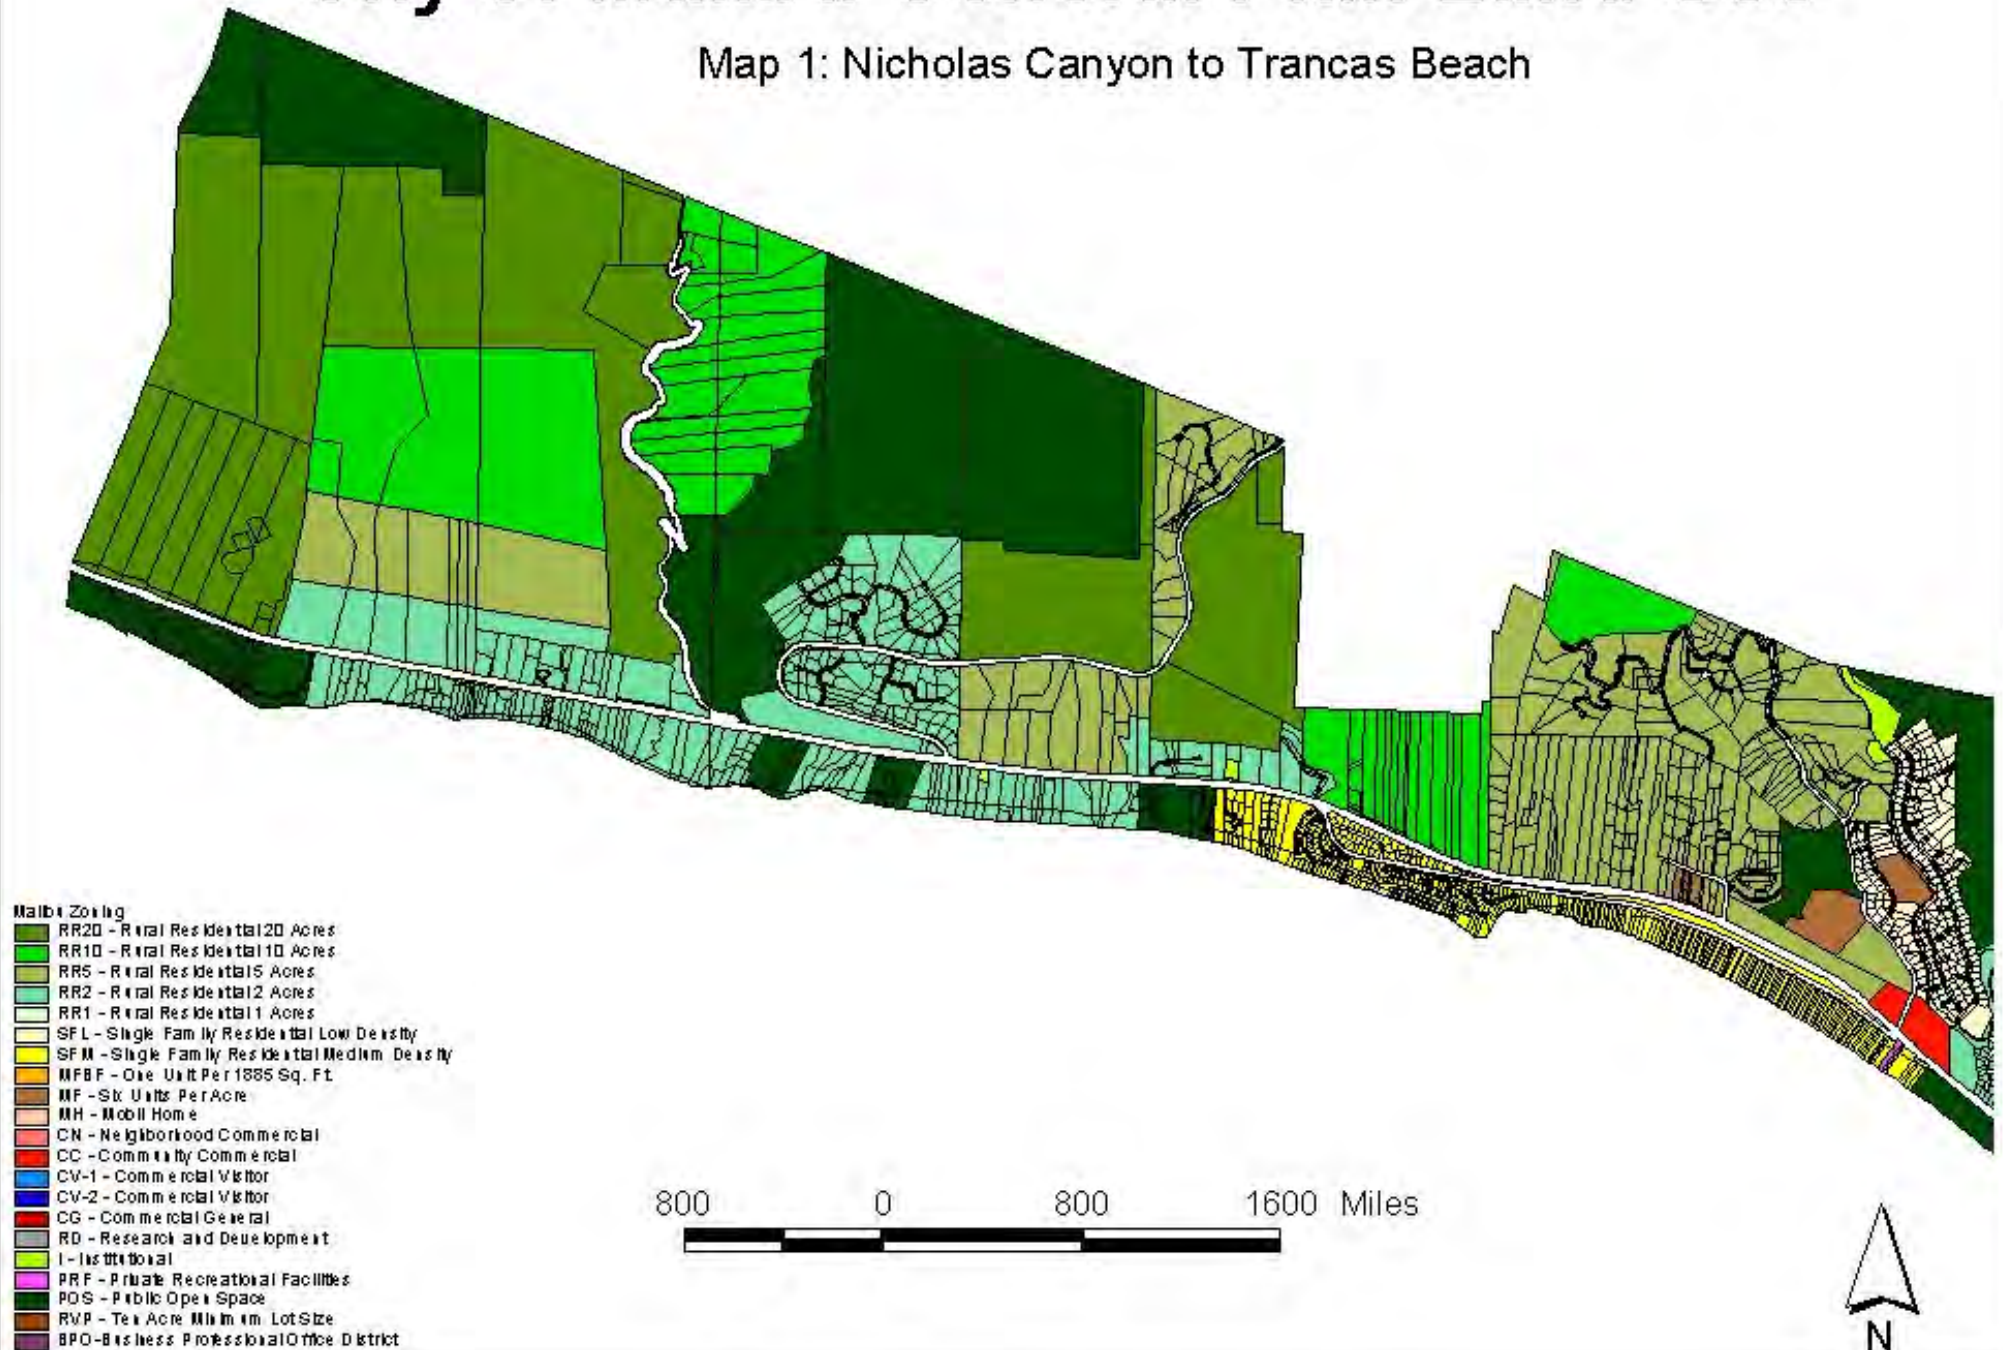 Map 1: Nicholas Canyon to Trancas Beach
Malibu Zoning
RR20 - Rural Residential 20 Acres
RR10 - Rural Residential 10 Acres
RR5 - Rural Residential 5 Acres
RR2 - Rural Residential 2 Acres
RR1 - Rural Residential 1 Acres
SFL - Single Family Residential Low Density
SFM - Single Family Residential Medium Density
MFBF - One Unit Per 1885 Sq. Ft.
MF - Six Units Per Acre
MH - Mobil Home
CN - Neighborhood Commercial
CC - Community Commercial
CV-1 - Commercial Visitor
CV-2 - Commercial Visitor
CG - Commercial General
RD - Research and Development
I - Institutional
PRF - Private Recreational Facilities
POS - Public Open Space
RVP - Ten Acre Minimum Lot Size
BPO-Business Professional Office District
800 0 800 1600 Miles
N